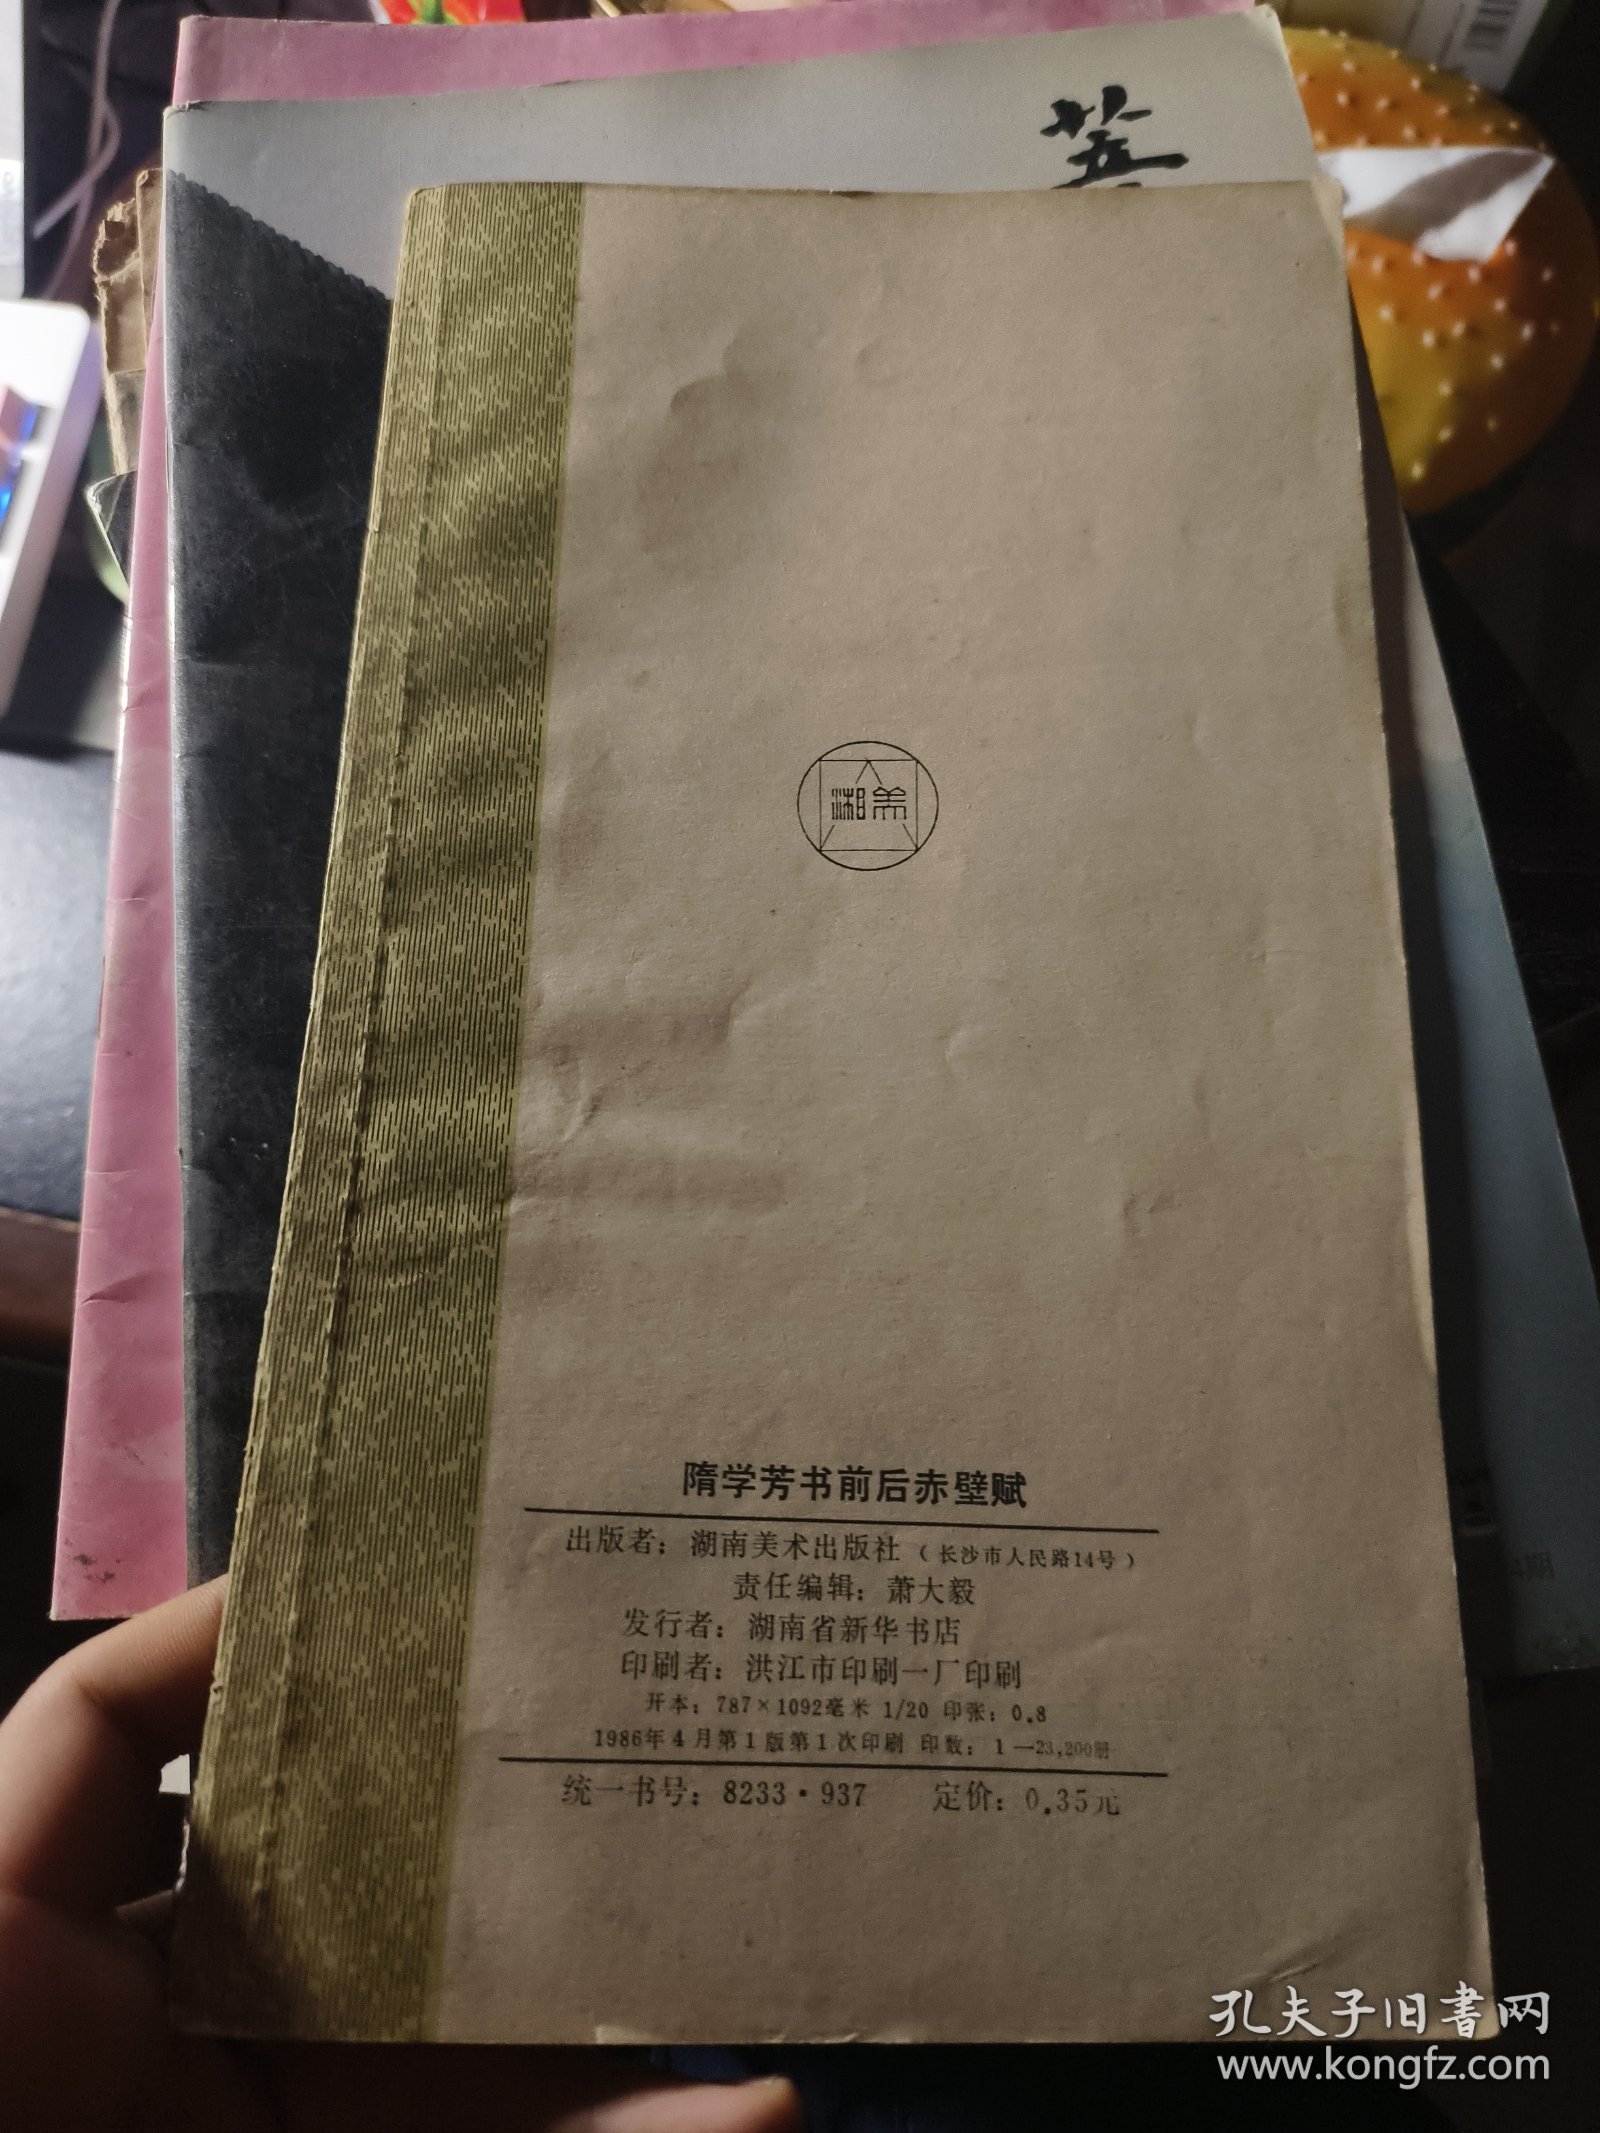 湘美
隋学芳书前后赤壁赋
出版者：湖南美术出版社（长沙市人民路14号）
责任编辑：萧大毅
发行者：湖南省新华书店
印刷者：洪江市印刷一厂印刷
开本：787×1092毫米 1/20 印张：0.8
1986年4月第1版第1次印刷 印数：1—23,200册
统一书号：8233·937 定价：0.35元
孔夫子旧書网
www.kongfz.com